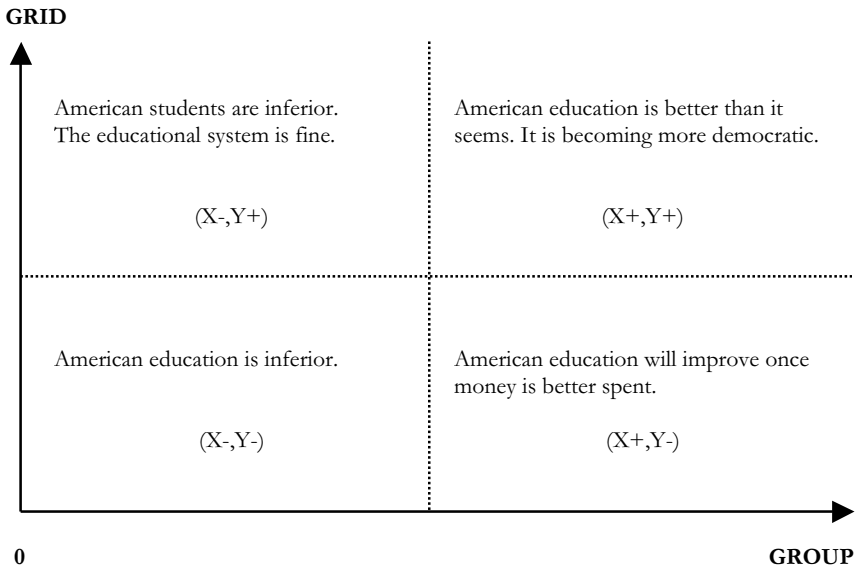 GRID
American students are inferior.
The educational system is fine.
(X-,Y+)
American education is better than it
seems. It is becoming more democratic.
(X+,Y+)
American education is inferior.
(X-,Y-)
American education will improve once
money is better spent.
(X+,Y-)
0
GROUP